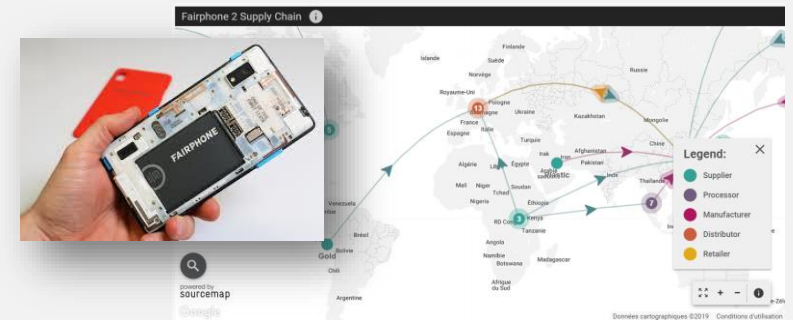 Fairphone 2 Supply Chain i
Finlande
Islande
Suède
Norvège
Russie
Royaume-Uni
Pologne
13
Ukraine
Kazakhstan
Mongolie
France
Italie
Espagne
Turquie
Chine
5
Irak
Iran
Afghanistan
Pakistan
Algérie
Égypte
Inde
Thaïlande
Mali
Niger
Tchad
Soudan
Nigeria
Éthiopie
Venezuela
3
Kenya
7
Tanzanie
Brésil
Bolivie
Gold
Angola
Namibie
Botswana
Madagascar
Chili
Afrique
du Sud
Argentine
FAIRPHONE
Legend:
Supplier
Processor
Manufacturer
Distributor
Retailer
powered by
sourcemap
Google
Données cartographiques ©2019 Conditions d'utilisation